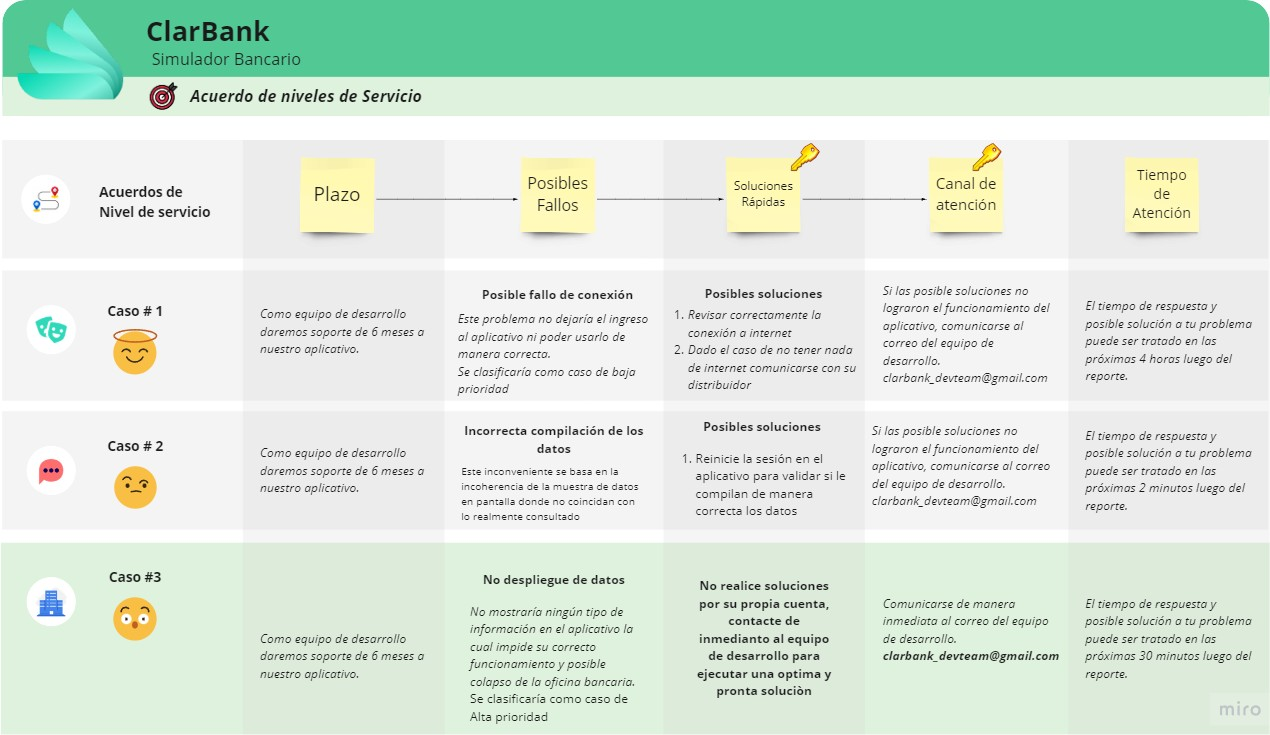 ClarBank
Simulador Bancario
Acuerdo de niveles de Servicio
Acuerdos de
Nivel de servicio
Plazo
Posibles
Fallos
Soluciones
Rápidas
Canal de
atención
Tiempo
de
Atención
Caso # 1
Como equipo de desarrollo
daremos soporte de 6 meses a
nuestro aplicativo.
Posible fallo de conexión
Este problema no dejaría el ingreso
al aplicativo ni poder usarlo de
manera correcta.
Se clasificaría como caso de baja
prioridad
Posibles soluciones
1. Revisar correctamente la
conexión a internet
2. Dado el caso de no tener nada
de internet comunicarse con su
distribuidor
Si las posible soluciones no
lograron el funcionamiento del
aplicativo, comunicarse al
correo del equipo de
desarrollo.
clarbank_devteam@gmail.com
El tiempo de respuesta y
posible solución a tu problema
puede ser tratado en las
próximas 4 horas luego del
reporte.
Caso # 2
Como equipo de desarrollo
daremos soporte de 6 meses a
nuestro aplicativo.
Incorrecta compilación de los
datos
Este inconveniente se basa en la
incoherencia de la muestra de datos
en pantalla donde no coincidan con
lo realmente consultado
Posibles soluciones
1. Reinicie la sesión en el
aplicativo para validar si le
compilan de manera
correcta los datos
Si las posible soluciones no
lograron el funcionamiento del
aplicativo, comunicarse al correo
del equipo de desarrollo.
clarbank_devteam@gmail.com
El tiempo de respuesta y
posible solución a tu problema
puede ser tratado en las
próximas 2 minutos luego del
reporte.
Caso #3
Como equipo de desarrollo
daremos soporte de 6 meses a
nuestro aplicativo.
No despliegue de datos
No mostraría ningún tipo de
información en el aplicativo la
cual impide su correcto
funcionamiento y posible
colapso de la oficina bancaria.
Se clasificaría como caso de
Alta prioridad
No realice soluciones
por su propia cuenta,
contacte de
inmedianto al equipo
de desarrollo para
ejecutar una optima y
pronta soluciòn
Comunicarse de manera
inmediata al correo del equipo
de desarrollo.
clarbank_devteam@gmail.com
El tiempo de respuesta y
posible solución a tu problema
puede ser tratado en las
próximas 30 minutos luego del
reporte.
miro